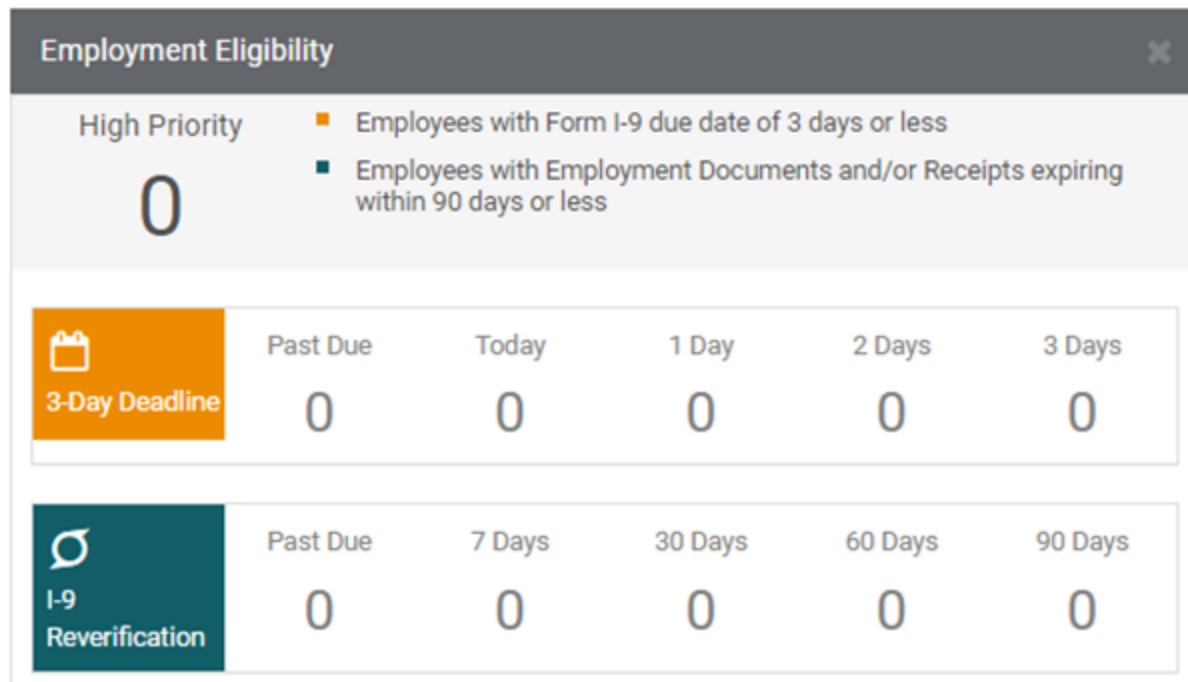 Employment Eligibility
High Priority
0
Employees with Form I-9 due date of 3 days or less
Employees with Employment Documents and/or Receipts expiring
within 90 days or less
3-Day Deadline
Past Due Today 1 Day 2 Days 3 Days
0 0 0 0 0
I-9
Reverification
Past Due 7 Days 30 Days 60 Days 90 Days
0 0 0 0 0